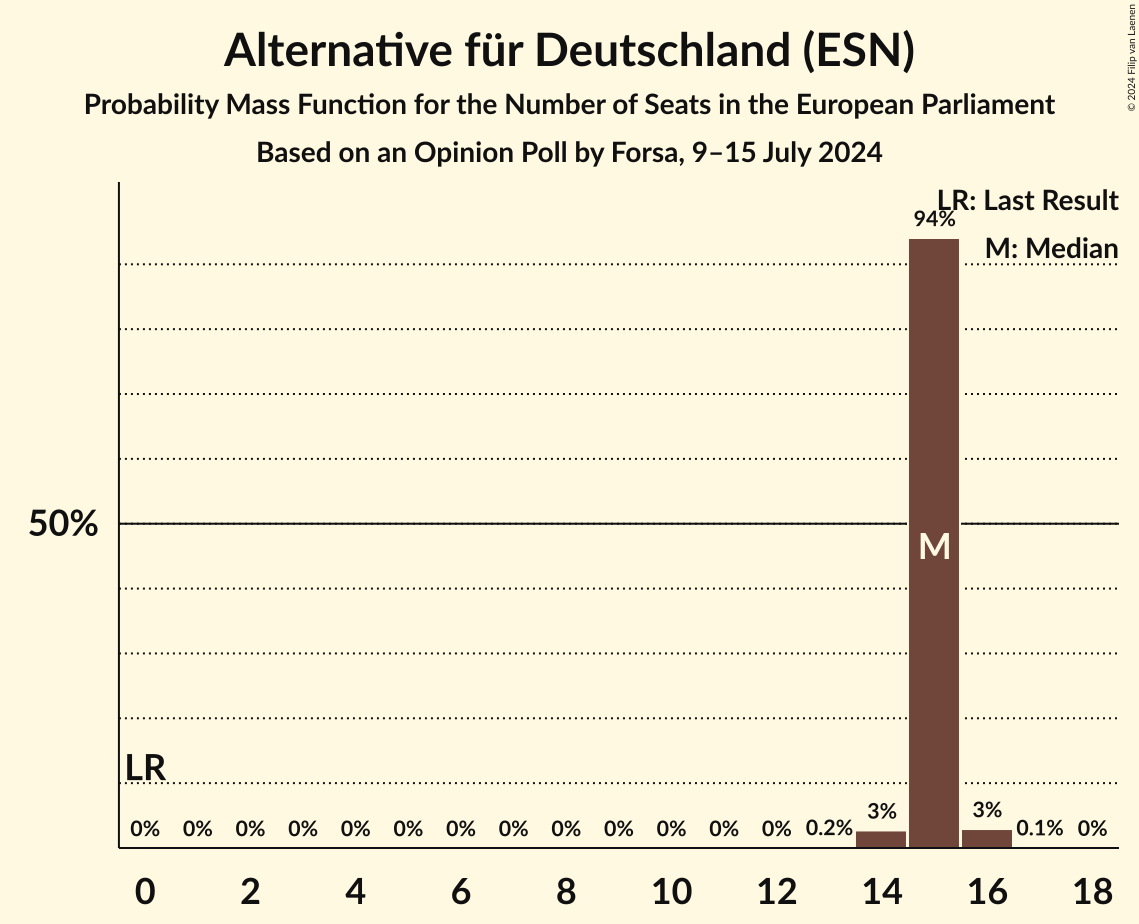 Alternative für Deutschland (ESN)
Probability Mass Function for the Number of Seats in the European Parliament
Based on an Opinion Poll by Forsa, 9–15 July 2024
© 2024 Filip van Laenen
LR: Last Result
94%
M: Median
50%
M
LR
0% 0% 0% 0% 0% 0% 0% 0% 0% 0% 0% 0% 0% 0.2% 3% 3% 0.1% 0%
0 2 4 6 8 10 12 14 16 18